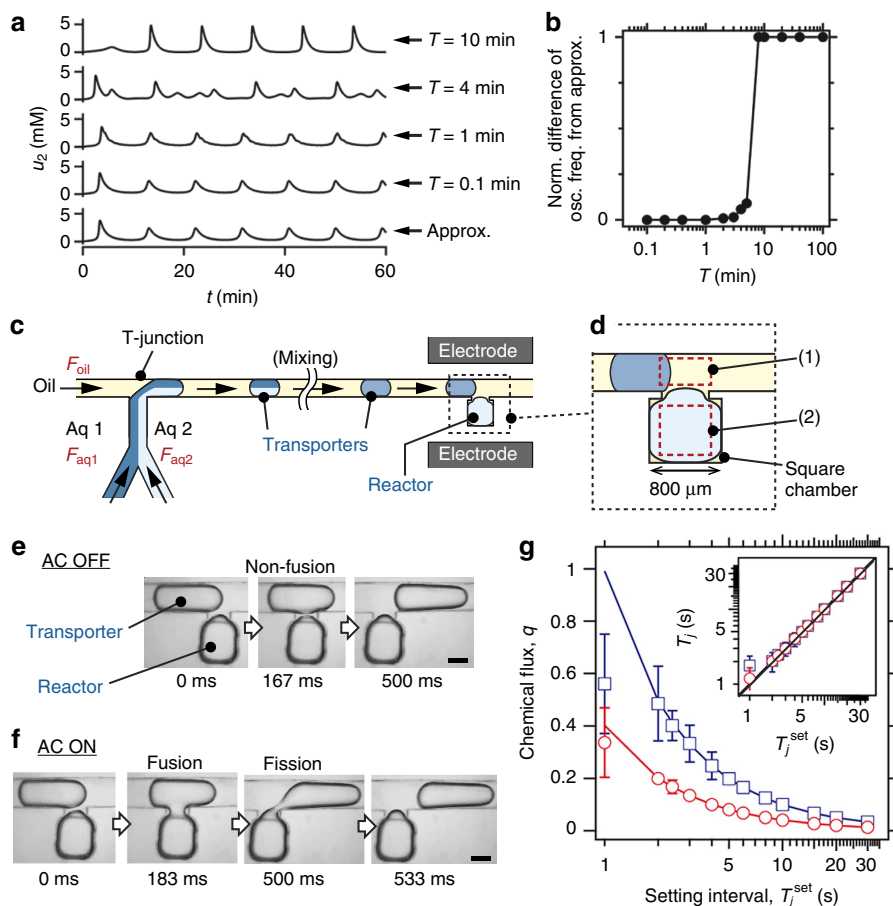 a
5
0
T = 10 min
5
0
T = 4 min
5
0
T = 1 min
5
0
T = 0.1 min
5
0
Approx.
u2 (mM)
0 20 40 60
t (min)
b
1
0
Norm. difference of
osc. freq. from approx.
0.1 1 10 100
T (min)
c
T-junction
Foil
Oil
(Mixing)
Electrode
Aq 1
Aq 2
Faq1
Faq2
Transporters
Reactor
Electrode
d
(1)
(2)
800 μm
Square
chamber
e
AC OFF
Non-fusion
Transporter
Reactor
0 ms
167 ms
500 ms
f
AC ON
Fusion
Fission
0 ms
183 ms
500 ms
533 ms
g
1
0.8
0.6
0.4
0.2
0
Chemical flux, q
1 5 10 20 30
Setting interval, Tjset (s)
30
5
1
Tj (s)
1 5 30
Tjset (s)